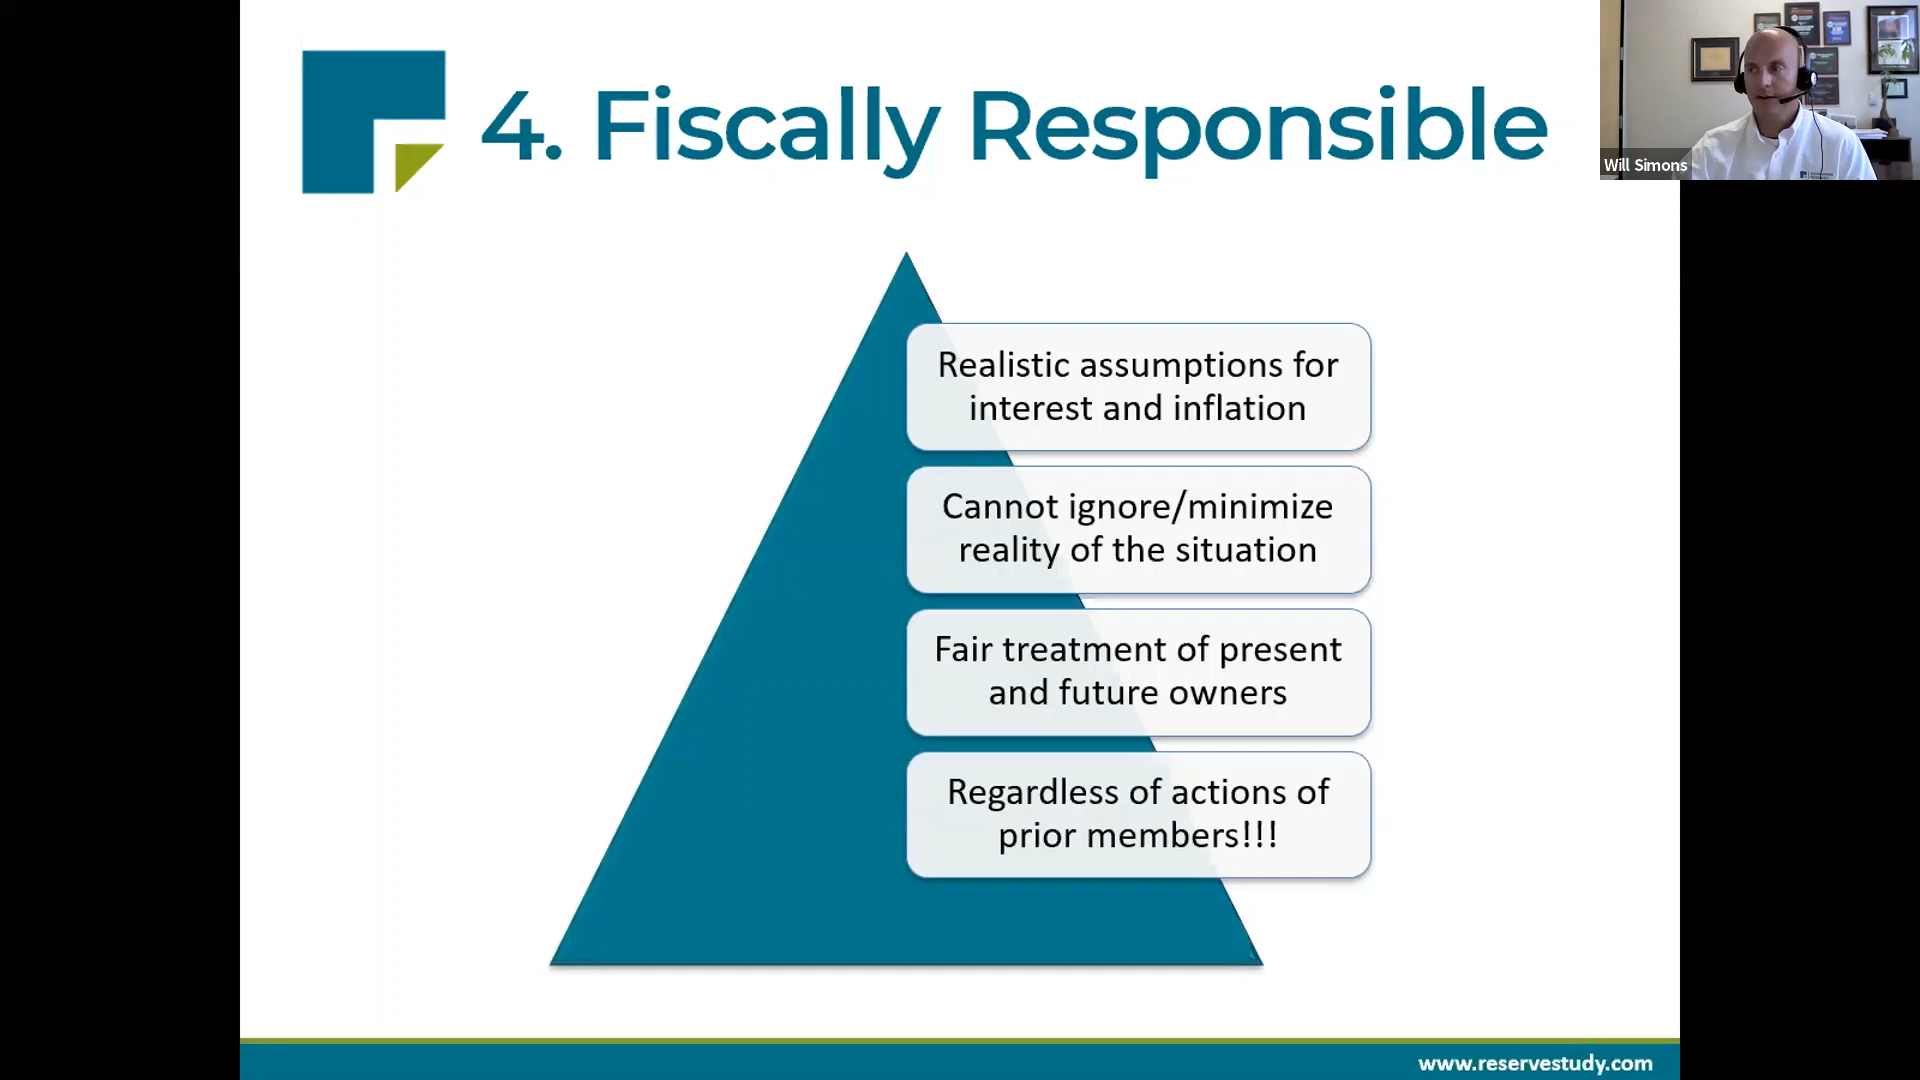 4. Fiscally Responsible
Will Simons
Realistic assumptions for
interest and inflation
Cannot ignore/minimize
reality of the situation
Fair treatment of present
and future owners
Regardless of actions of
prior members!!!
www.reservestudy.com